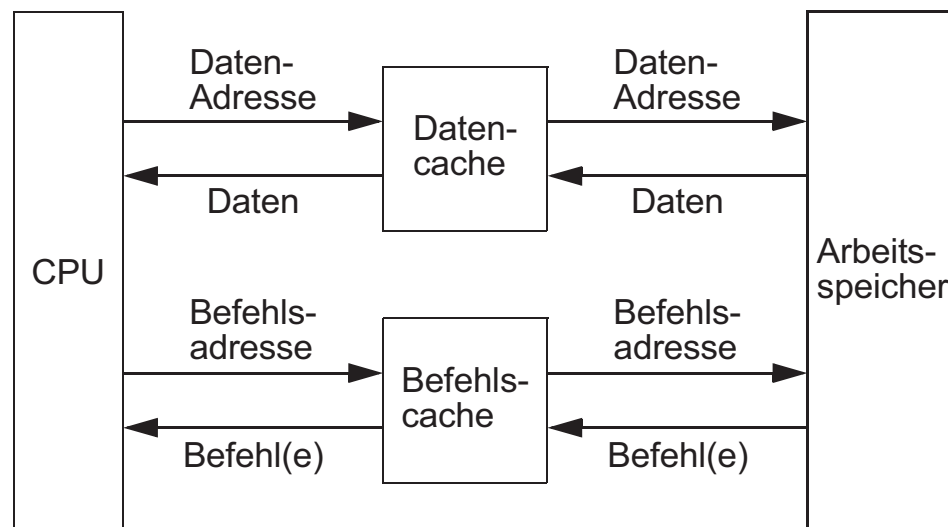 Daten-
Adresse
Daten-
Adresse
Daten-
cache
Daten
Daten
CPU
Arbeits-
speicher
Befehls-
adresse
Befehls-
adresse
Befehls-
cache
Befehl(e)
Befehl(e)